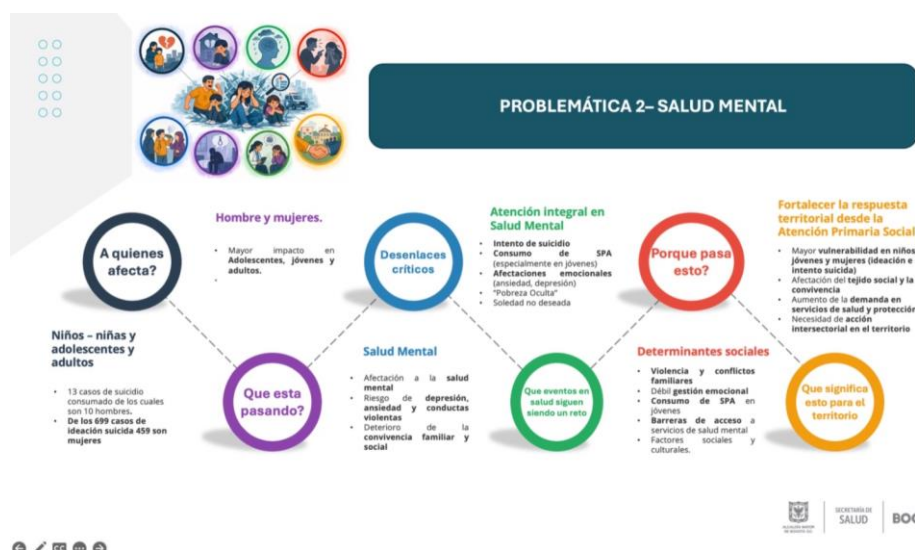 PROBLEMÁTICA 2– SALUD MENTAL
A quienes
afecta?
Niños – niñas y
adolescentes y
adultos
• 13 casos de suicidio
consumado de los cuales
son 10 hombres.
• De los 699 casos de
ideación suicida 459 son
mujeres
Hombre y mujeres.
• Mayor impacto en
Adolescentes, jóvenes y
adultos.
•
Que esta
pasando?
Desenlaces
críticos
Salud Mental
• Afectación a la salud
mental
• Riesgo de depresión,
ansiedad y conductas
violentas
• Deterioro de la
convivencia familiar y
social
Atención integral en
Salud Mental
• Intento de suicidio
• Consumo de SPA
(especialmente en jóvenes)
• Afectaciones emocionales
(ansiedad, depresión)
• "Pobreza Oculta"
• Soledad no deseada
Que eventos en
salud siguen
siendo un reto
Porque pasa
esto?
Determinantes sociales
• Violencia y conflictos
familiares
• Débil gestión emocional
• Consumo de SPA en
jóvenes
• Barreras de acceso a
servicios de salud mental
• Factores sociales y
culturales.
Fortalecer la respuesta
territorial desde la
Atención Primaria Social
• Mayor vulnerabilidad en niños
jóvenes y mujeres (ideación e
intento suicida)
• Afectación del tejido social y la
convivencia
• Aumento de la demanda en
servicios de salud y protección
• Necesidad de acción
intersectorial en el territorio
Que significa
esto para el
territorio
ALCALDÍA MAYOR
DE BOGOTÁ D.C.
SECRETARÍA DE
SALUD
BOG